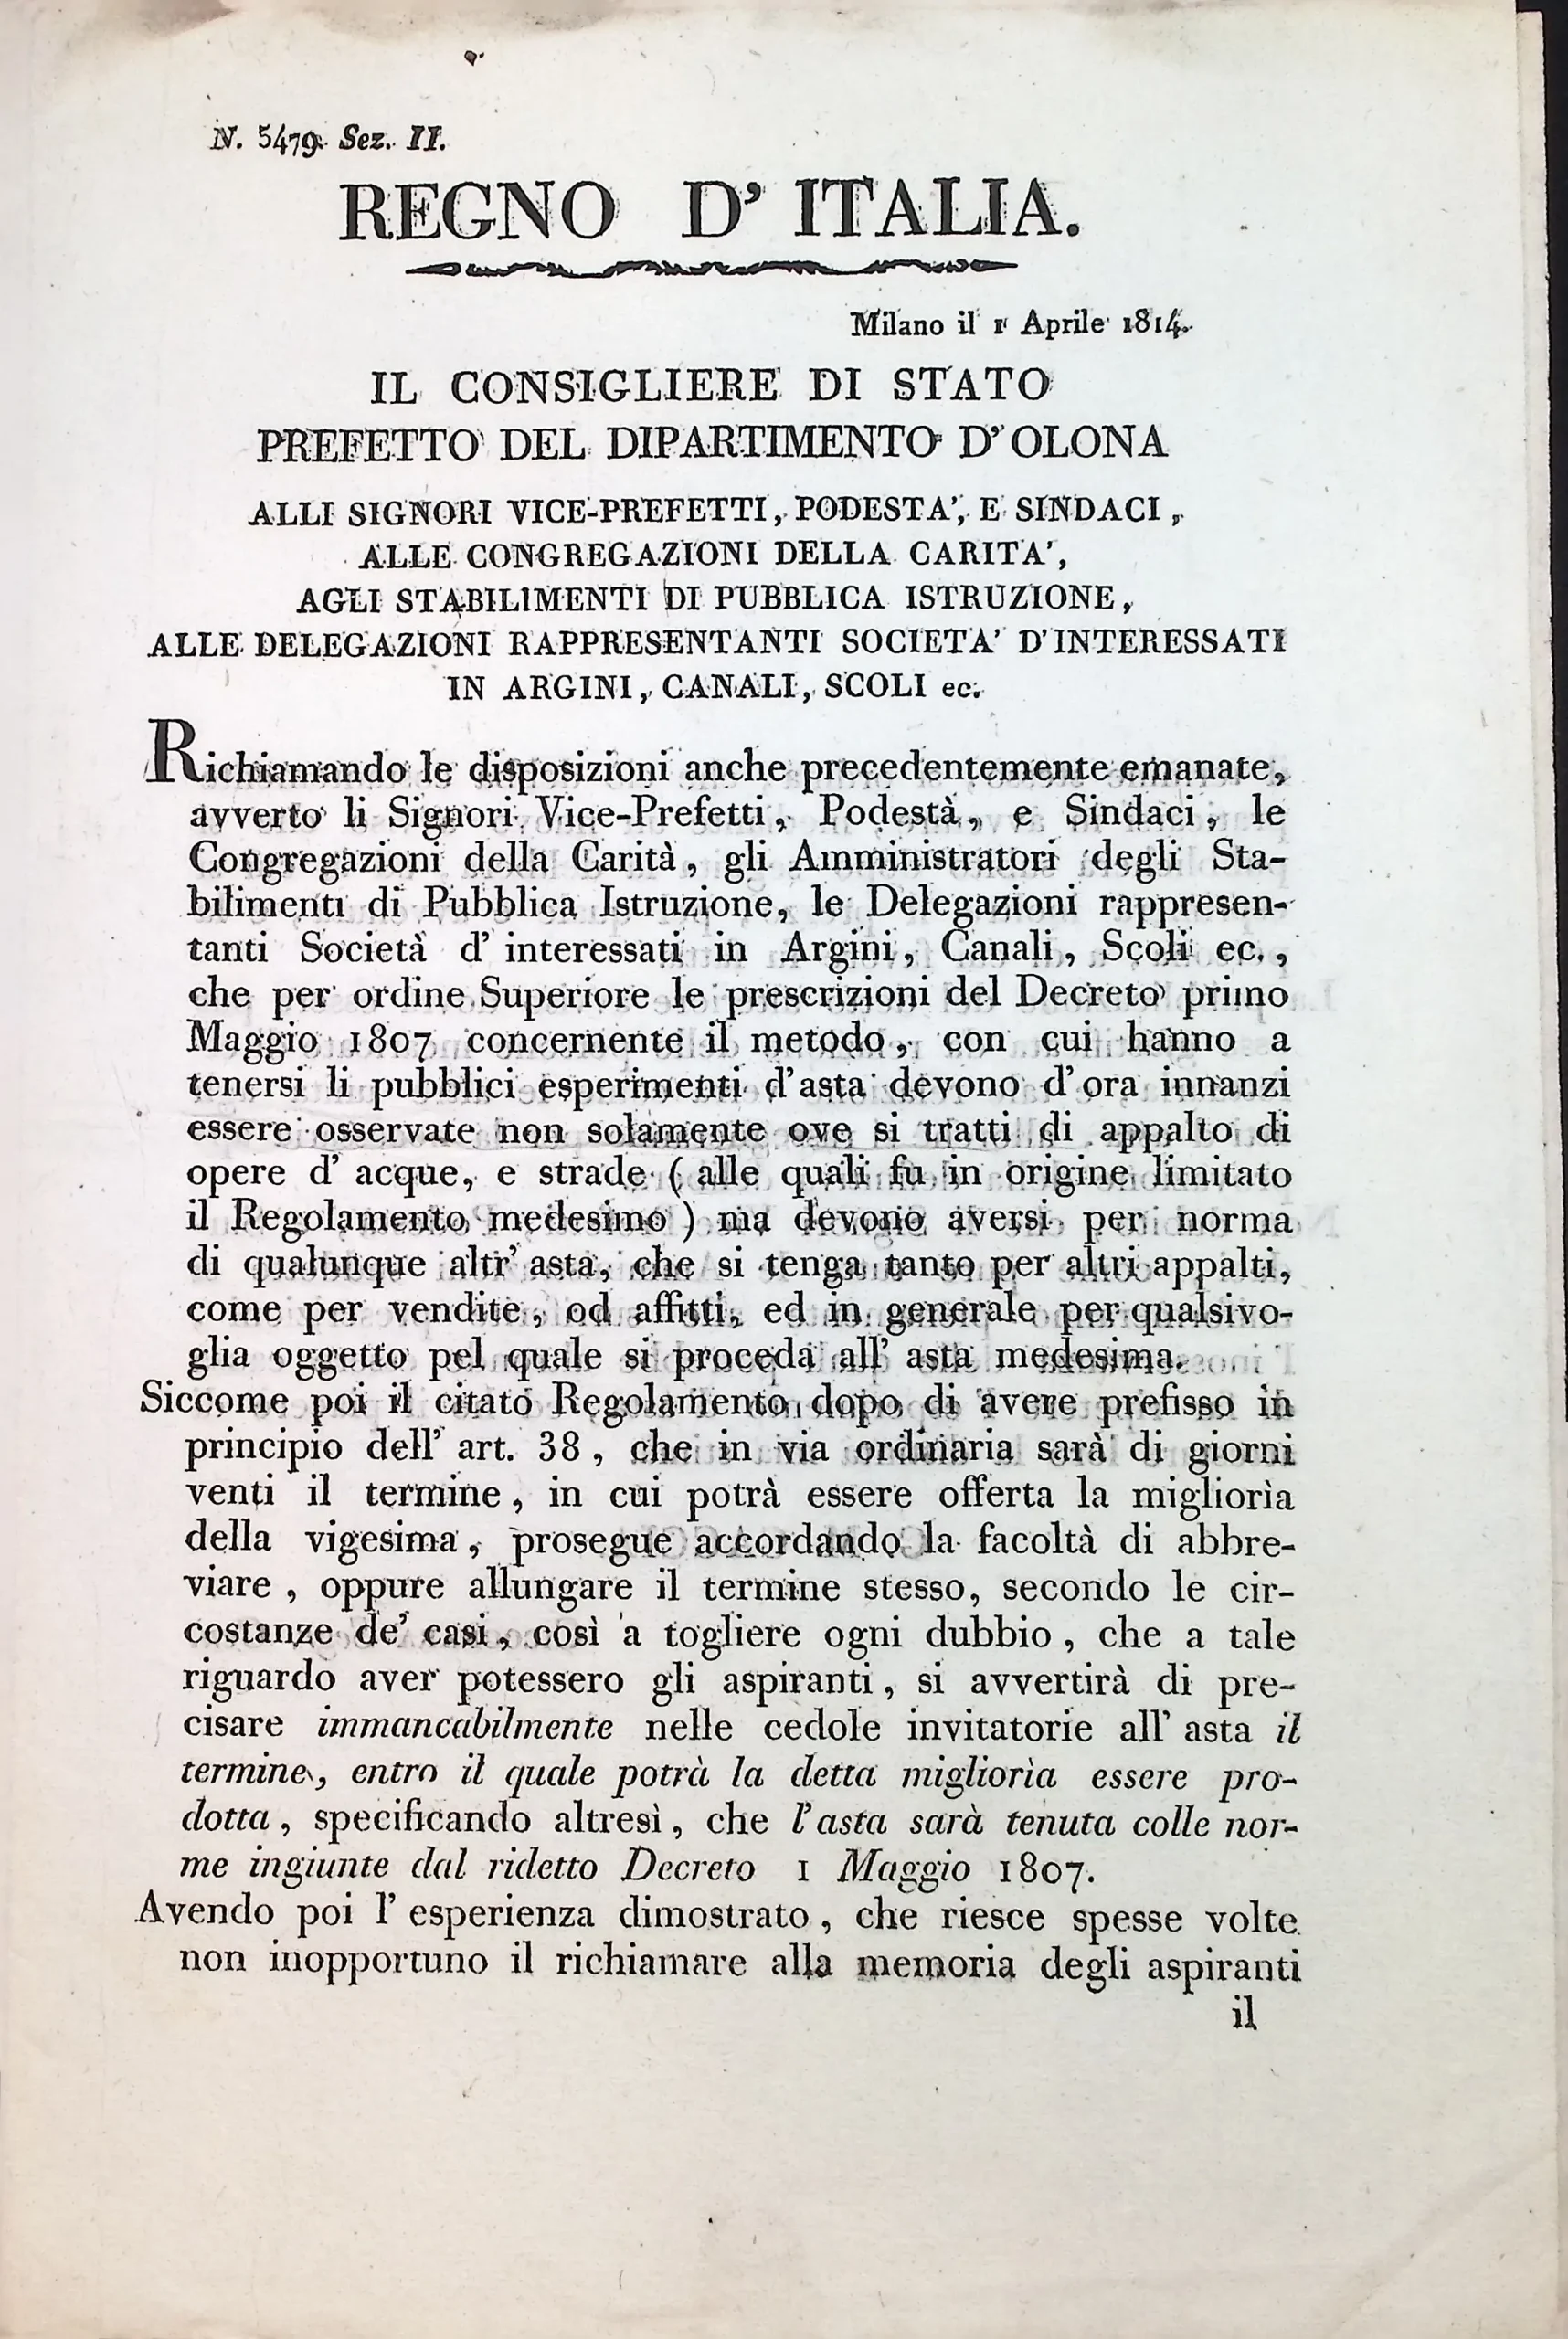 N. 5479. Sez. II.
REGNO D' ITALIA.
Milano il 1 Aprile 1814.
IL CONSIGLIERE DI STATO
PREFETTO DEL DIPARTIMENTO D' OLONA
ALLI SIGNORI VICE-PREFETTI, PODESTA', E SINDACI,
ALLE CONGREGAZIONI DELLA CARITA',
AGLI STABILIMENTI DI PUBBLICA ISTRUZIONE,
ALLE DELEGAZIONI RAPPRESENTANTI SOCIETA' D'INTERESSATI
IN ARGINI, CANALI, SCOLI ec.
Richiamando le disposizioni anche precedentemente emanate,
avverto li Signori Vice-Prefetti, Podestà, e Sindaci, le
Congregazioni della Carità, gli Amministratori degli Sta-
bilimenti di Pubblica Istruzione, le Delegazioni rappresen-
tanti Società d' interessati in Argini, Canali, Scoli ec.,
che per ordine Superiore le prescrizioni del Decreto primo
Maggio 1807 concernente il metodo, con cui hanno a
tenersi li pubblici esperimenti d'asta devono d' ora innanzi
essere osservate non solamente ove si tratti di appalto di
opere d' acque, e strade ( alle quali fu in origine limitato
il Regolamento medesimo ) ma devono aversi per norma
di qualunque altr' asta, che si tenga tanto per altri appalti,
come per vendite, od affitti, ed in generale per qualsivo-
glia oggetto pel quale si proceda all' asta medesima.
Siccome poi il citato Regolamento dopo di avere prefisso in
principio dell' art. 38, che in via ordinaria sarà di giorni
venti il termine, in cui potrà essere offerta la miglioria
della vigesima, prosegue accordando la facoltà di abbre-
viare, oppure allungare il termine stesso, secondo le cir-
costanze de' casi, così a togliere ogni dubbio, che a tale
riguardo aver potessero gli aspiranti, si avvertirà di pre-
cisare immancabilmente nelle cedole invitatorie all' asta il
termine, entro il quale potrà la detta miglioria essere pro-
dotta, specificando altresì, che l'asta sarà tenuta colle nor-
me ingiunte dal ridetto Decreto 1 Maggio 1807.
Avendo poi l' esperienza dimostrato, che riesce spesse volte
non inopportuno il richiamare alla memoria degli aspiranti
il